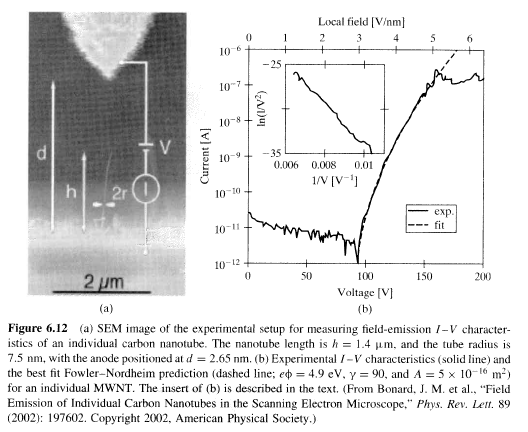 Local field [V/nm]
0 1 2 3 4 5 6
10⁻⁶
10⁻⁷
10⁻⁸
10⁻⁹
10⁻¹⁰
10⁻¹¹
10⁻¹²
Current [A]
-25
-35
ln(I/V²)
0.006 0.008 0.01
1/V [V⁻¹]
exp.
fit
0 50 100 150 200
Voltage [V]
d
h
2r
V
I
2 µm
(a)
(b)
Figure 6.12 (a) SEM image of the experimental setup for measuring field-emission I–V character-
istics of an individual carbon nanotube. The nanotube length is h = 1.4 µm, and the tube radius is
7.5 nm, with the anode positioned at d = 2.65 nm. (b) Experimental I–V characteristics (solid line) and
the best fit Fowler–Nordheim prediction (dashed line; eϕ = 4.9 eV, γ = 90, and A = 5 × 10⁻¹⁶ m²)
for an individual MWNT. The insert of (b) is described in the text. (From Bonard, J. M. et al., “Field
Emission of Individual Carbon Nanotubes in the Scanning Electron Microscope,” Phys. Rev. Lett. 89
(2002): 197602. Copyright 2002, American Physical Society.)